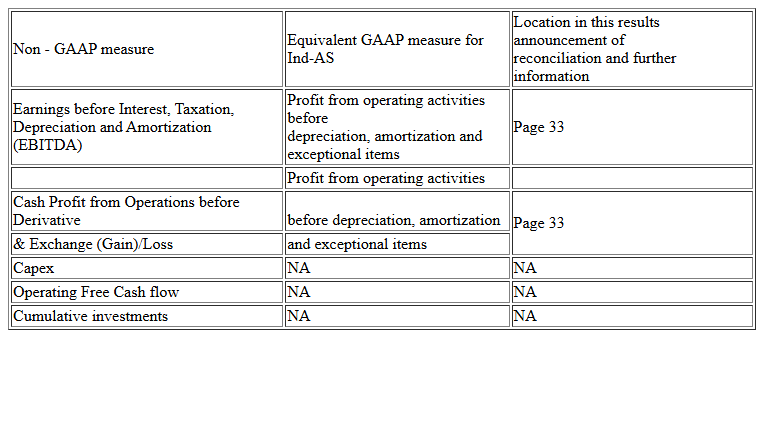 Non - GAAP measure
Equivalent GAAP measure for
Ind-AS
Location in this results
announcement of
reconciliation and further
information
Earnings before Interest, Taxation,
Depreciation and Amortization
(EBITDA)
Profit from operating activities
before
depreciation, amortization and
exceptional items
Page 33
Profit from operating activities
Cash Profit from Operations before
Derivative
before depreciation, amortization
Page 33
& Exchange (Gain)/Loss
and exceptional items
Capex
NA
NA
Operating Free Cash flow
NA
NA
Cumulative investments
NA
NA